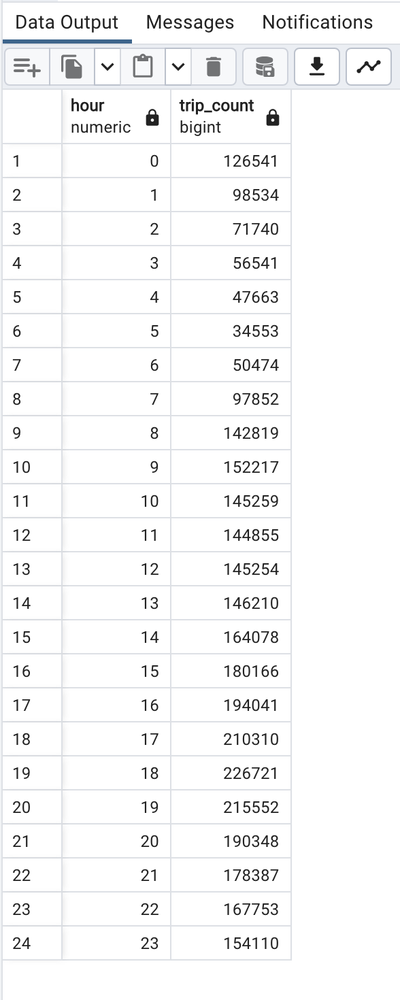 Data Output Messages Notifications
hour trip_count
numeric bigint
1 0 126541
2 1 98534
3 2 71740
4 3 56541
5 4 47663
6 5 34553
7 6 50474
8 7 97852
9 8 142819
10 9 152217
11 10 145259
12 11 144855
13 12 145254
14 13 146210
15 14 164078
16 15 180166
17 16 194041
18 17 210310
19 18 226721
20 19 215552
21 20 190348
22 21 178387
23 22 167753
24 23 154110